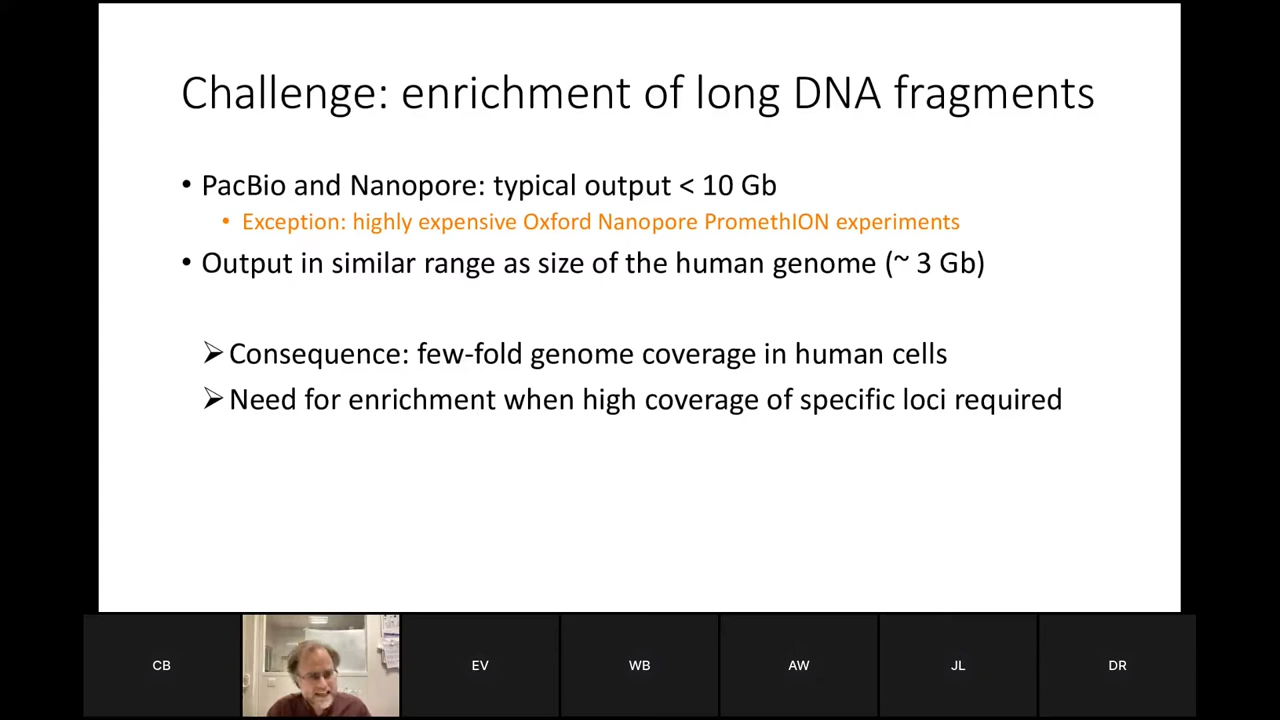 Challenge: enrichment of long DNA fragments
• PacBio and Nanopore: typical output < 10 Gb
• Exception: highly expensive Oxford Nanopore PromethION experiments
• Output in similar range as size of the human genome (~ 3 Gb)
➢ Consequence: few-fold genome coverage in human cells
➢ Need for enrichment when high coverage of specific loci required
CB
EV
WB
AW
JL
DR